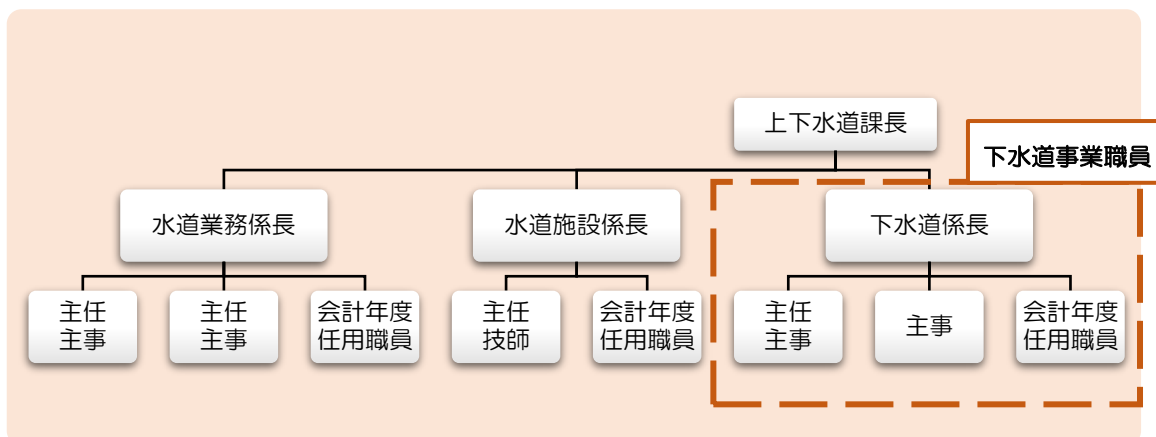 上下水道課長
下水道事業職員
水道業務係長
水道施設係長
下水道係長
主任
主事
主任
主事
会計年度
任用職員
主任
技師
会計年度
任用職員
主任
主事
主事
会計年度
任用職員